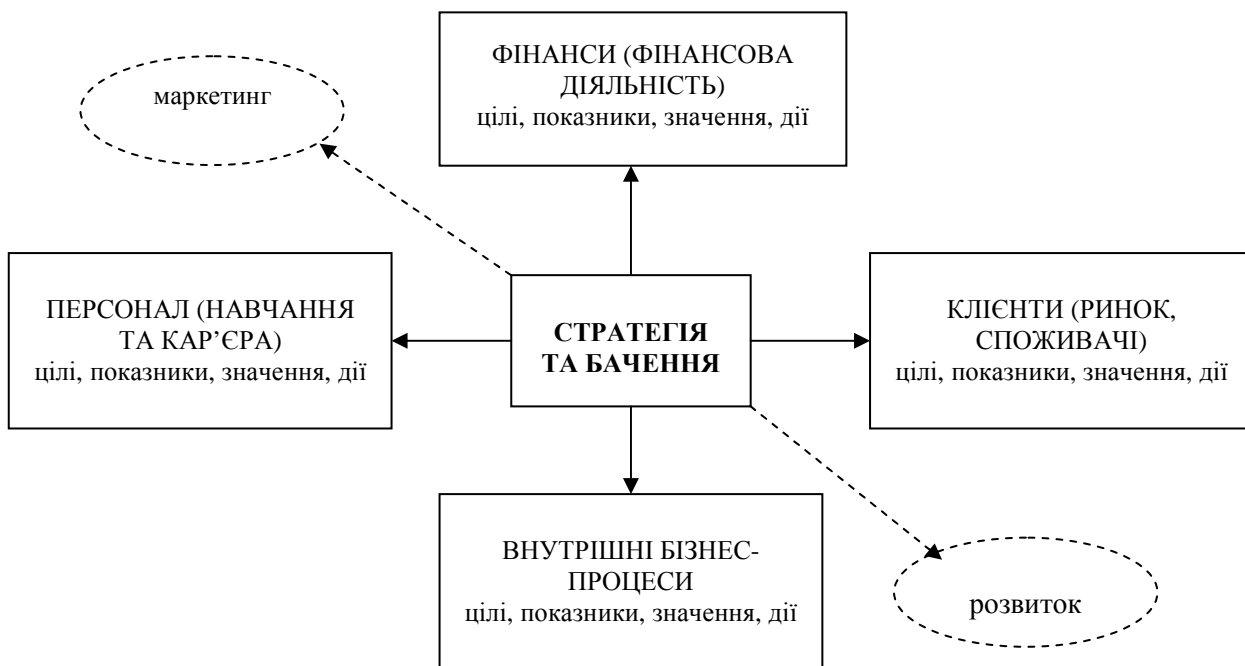 ФІНАНСИ (ФІНАНСОВА
ДІЯЛЬНІСТЬ)
цілі, показники, значення, дії
маркетинг
ПЕРСОНАЛ (НАВЧАННЯ
ТА КАР’ЄРА)
цілі, показники, значення, дії
СТРАТЕГІЯ
ТА БАЧЕННЯ
КЛІЄНТИ (РИНОК,
СПОЖИВАЧІ)
цілі, показники, значення, дії
ВНУТРІШНІ БІЗНЕС-
ПРОЦЕСИ
цілі, показники, значення, дії
розвиток